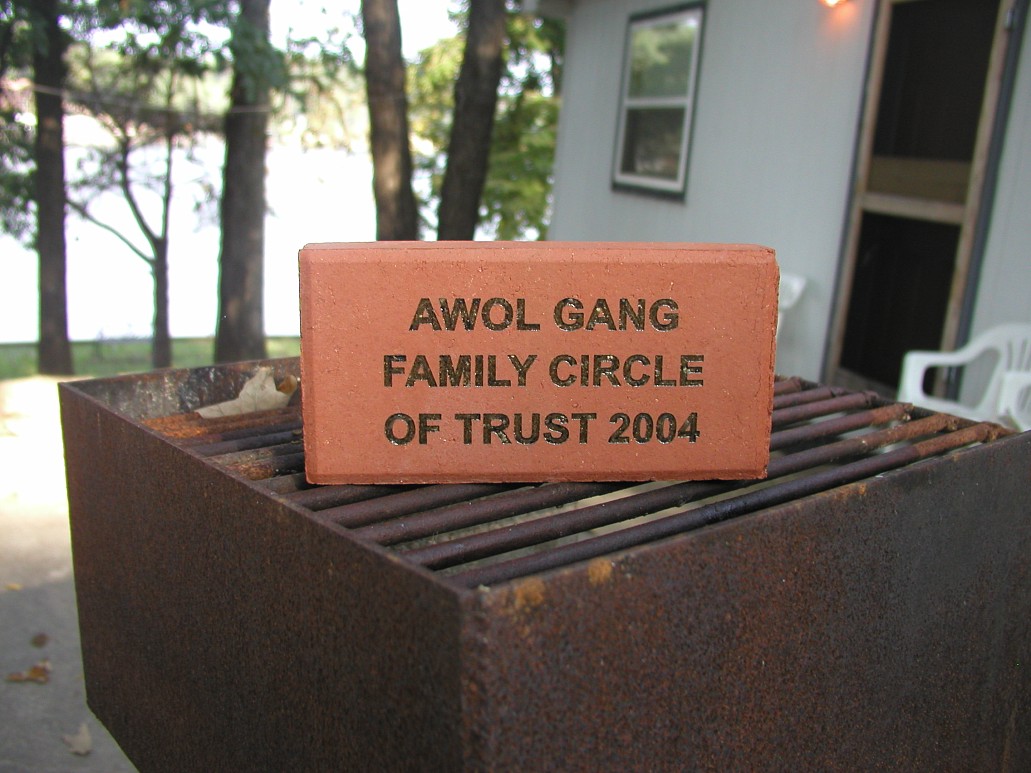 AWOL GANG
FAMILY CIRCLE
OF TRUST 2004